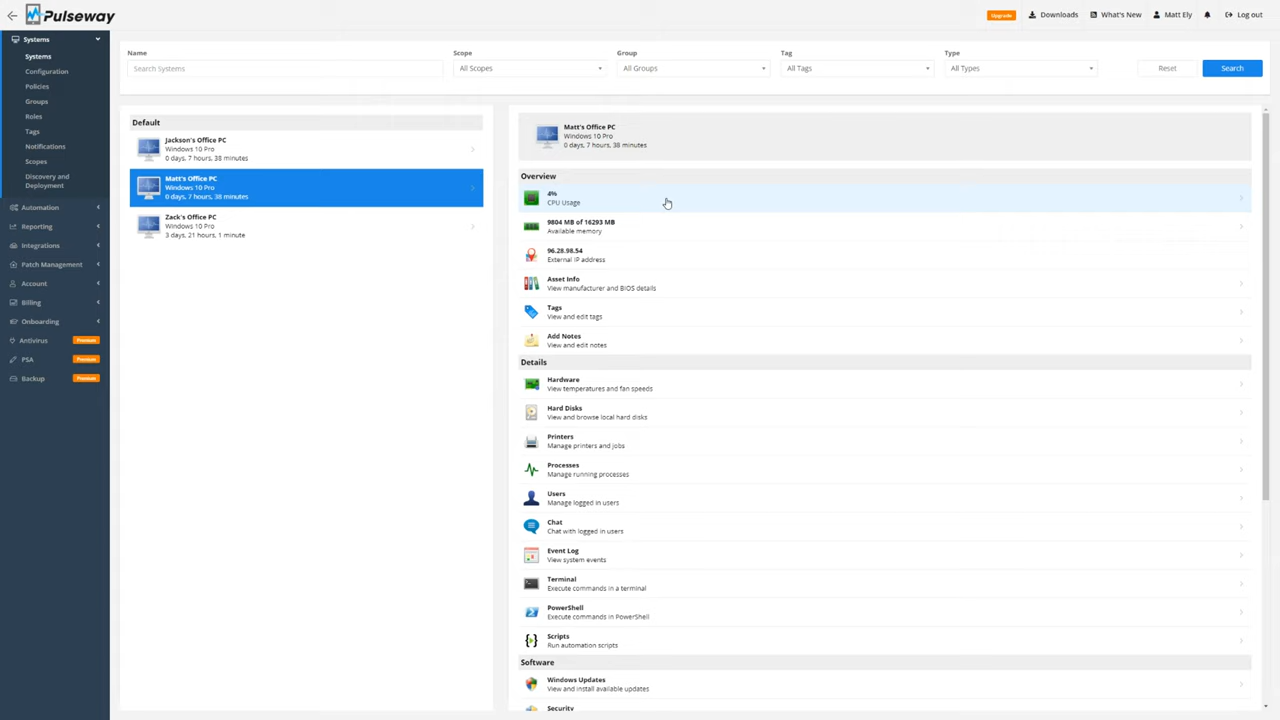 Pulseway
Upgrade
Downloads
What's New
Matt Ely
Log out
Systems
Systems
Configuration
Policies
Groups
Roles
Tags
Notifications
Scopes
Discovery and
Deployment
Automation
Reporting
Integrations
Patch Management
Account
Billing
Onboarding
Antivirus Premium
PSA Premium
Backup Premium
Name
Search Systems
Scope
All Scopes
Group
All Groups
Tag
All Tags
Type
All Types
Reset
Search
Default
Jackson's Office PC
Windows 10 Pro
0 days, 7 hours, 38 minutes
Matt's Office PC
Windows 10 Pro
0 days, 7 hours, 38 minutes
Zack's Office PC
Windows 10 Pro
3 days, 21 hours, 1 minute
Matt's Office PC
Windows 10 Pro
0 days, 7 hours, 38 minutes
Overview
4%
CPU Usage
9804 MB of 16293 MB
Available memory
96.28.98.54
External IP address
Asset Info
View manufacturer and BIOS details
Tags
View and edit tags
Add Notes
View and edit notes
Details
Hardware
View temperatures and fan speeds
Hard Disks
View and browse local hard disks
Printers
Manage printers and jobs
Processes
Manage running processes
Users
Manage logged in users
Chat
Chat with logged in users
Event Log
View system events
Terminal
Execute commands in a terminal
PowerShell
Execute commands in PowerShell
Scripts
Run automation scripts
Software
Windows Updates
View and install available updates
Security